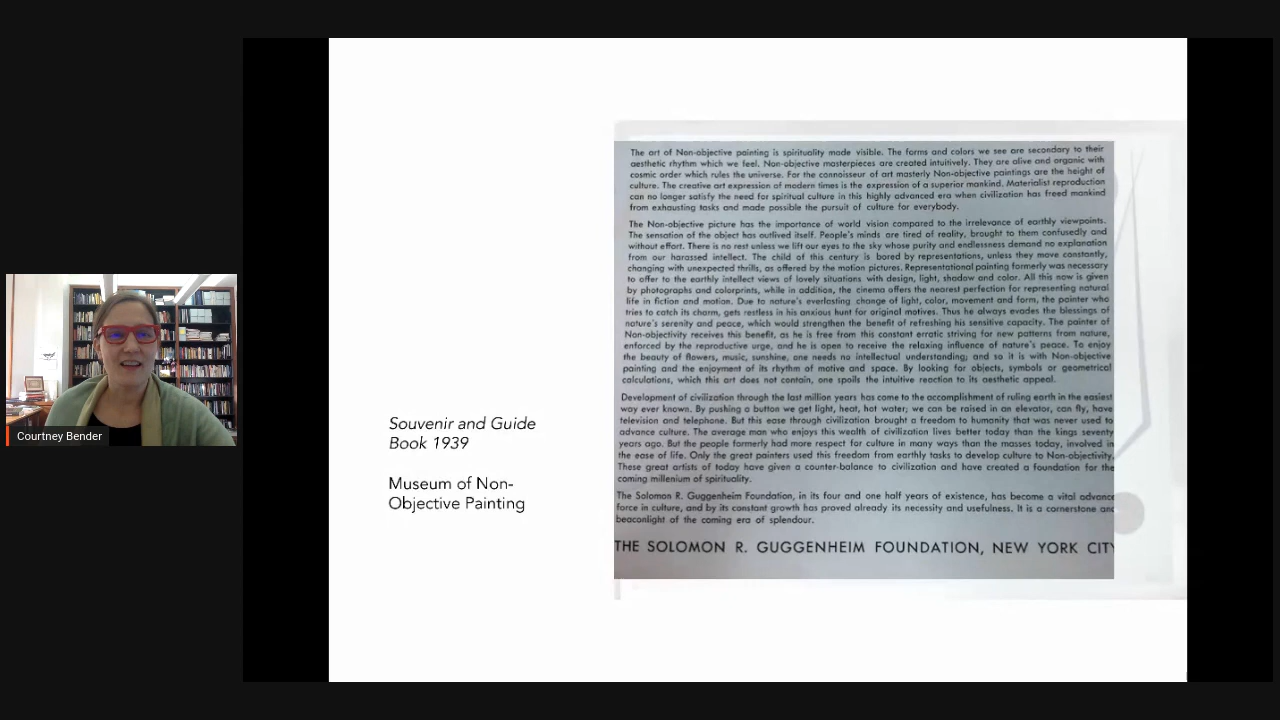 Courtney Bender
Souvenir and Guide
Book 1939
Museum of Non-
Objective Painting
The art of Non-objective painting is spirituality made visible. The forms and colors we see are secondary to their
aesthetic rhythm which we feel. Non-objective masterpieces are created intuitively. They are alive and organic with
cosmic order which rules the universe. For the connoisseur of art masterly Non-objective paintings are the height of
culture. The creative art expression of modern times is the expression of a superior mankind. Materialist reproduction
can no longer satisfy the need for spiritual culture in this highly advanced era when civilization has freed mankind
from exhausting tasks and made possible the pursuit of culture for everybody.
The Non-objective picture has the importance of world vision compared to the irrelevance of earthly viewpoints.
The sensation of the object has outlived itself. People's minds are tired of reality, brought to them confusedly and
without effort. There is no rest unless we lift our eyes to the sky whose purity and endlessness demand no explanation
from our harassed intellect. The child of this century is bored by representations, unless they move constantly,
changing with unexpected thrills, as offered by the motion pictures. Representational painting formerly was necessary
to offer to the earthly intellect views of lovely situations with design, light, shadow and color. All this now is given
by photographs and colorprints, while in addition, the cinema offers the nearest perfection for representing natural
life in fiction and motion. Due to nature's everlasting change of light, color, movement and form, the painter who
tries to catch its charm, gets restless in his anxious hunt for original motives. Thus he always evades the blessings of
nature's serenity and peace, which would strengthen the benefit of refreshing his sensitive capacity. The painter of
Non-objectivity receives this benefit, as he is free from this constant erratic striving for new patterns from nature,
enforced by the reproductive urge, and he is open to receive the relaxing influence of nature's peace. To enjoy
the beauty of flowers, music, sunshine, one needs no intellectual understanding; and so it is with Non-objective
painting and the enjoyment of its rhythm of motive and space. By looking for objects, symbols or geometrical
calculations, which this art does not contain, one spoils the intuitive reaction to its aesthetic appeal.
Development of civilization through the last million years has come to the accomplishment of ruling earth in the easiest
way ever known. By pushing a button we get light, heat, hot water; we can be raised in an elevator, can fly, have
television and telephone. But this ease through civilization brought a freedom to humanity that was never used to
advance culture. The average man who enjoys this wealth of civilization lives better today than the kings seventy
years ago. But the people formerly had more respect for culture in many ways than the masses today, involved in
the ease of life. Only the great painters used this freedom from earthly tasks to develop culture to Non-objectivity.
These great artists of today have given a counter-balance to civilization and have created a foundation for the
coming millenium of spirituality.
The Solomon R. Guggenheim Foundation, in its four and one half years of existence, has become a vital advance
force in culture, and by its constant growth has proved already its necessity and usefulness. It is a cornerstone and
beaconlight of the coming era of splendour.
THE SOLOMON R. GUGGENHEIM FOUNDATION, NEW YORK CITY